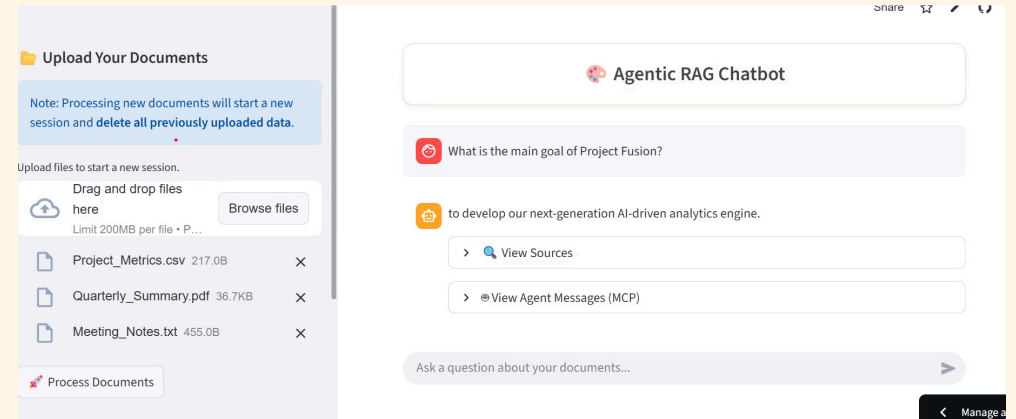 Share
Upload Your Documents
Note: Processing new documents will start a new
session and delete all previously uploaded data.
Upload files to start a new session.
Drag and drop files
here
Limit 200MB per file • P...
Browse files
Project_Metrics.csv 217.0B
Quarterly_Summary.pdf 36.7KB
Meeting_Notes.txt 455.0B
Process Documents
Agentic RAG Chatbot
What is the main goal of Project Fusion?
to develop our next-generation AI-driven analytics engine.
View Sources
View Agent Messages (MCP)
Ask a question about your documents...
Manage a